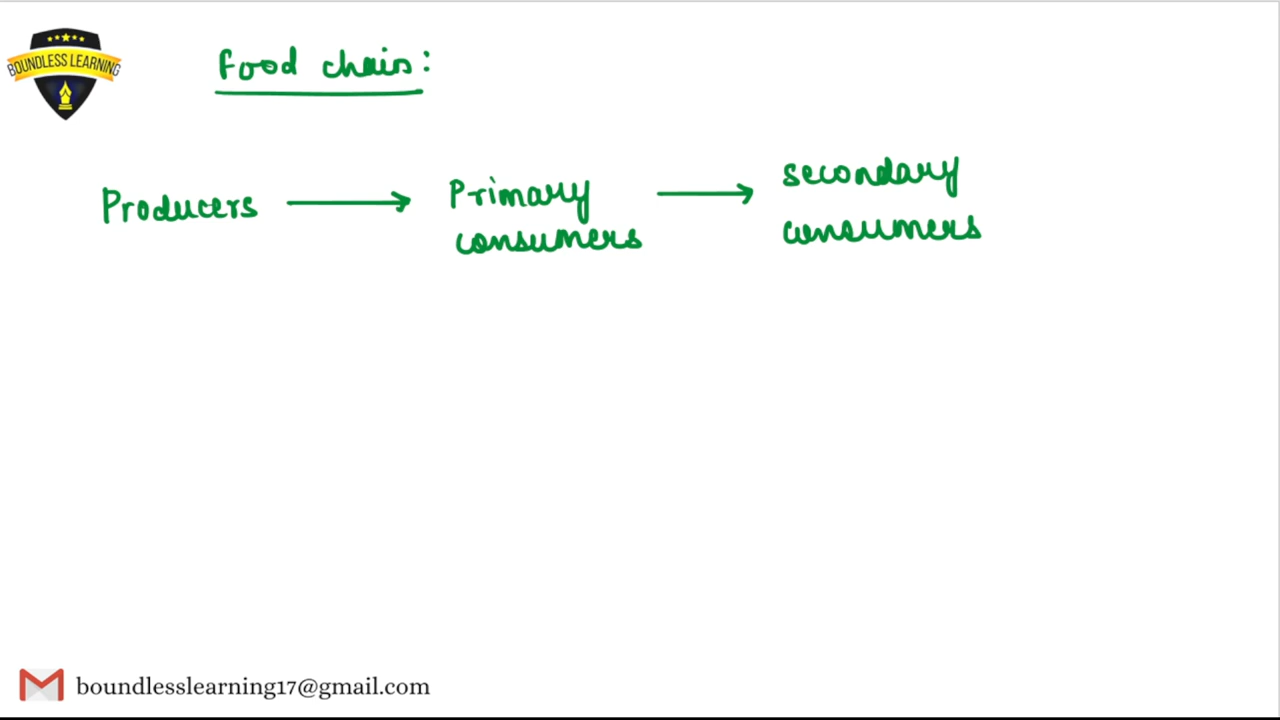 BOUNDLESS LEARNING
Food chain:
Producers → Primary consumers → secondary consumers
boundlesslearning17@gmail.com